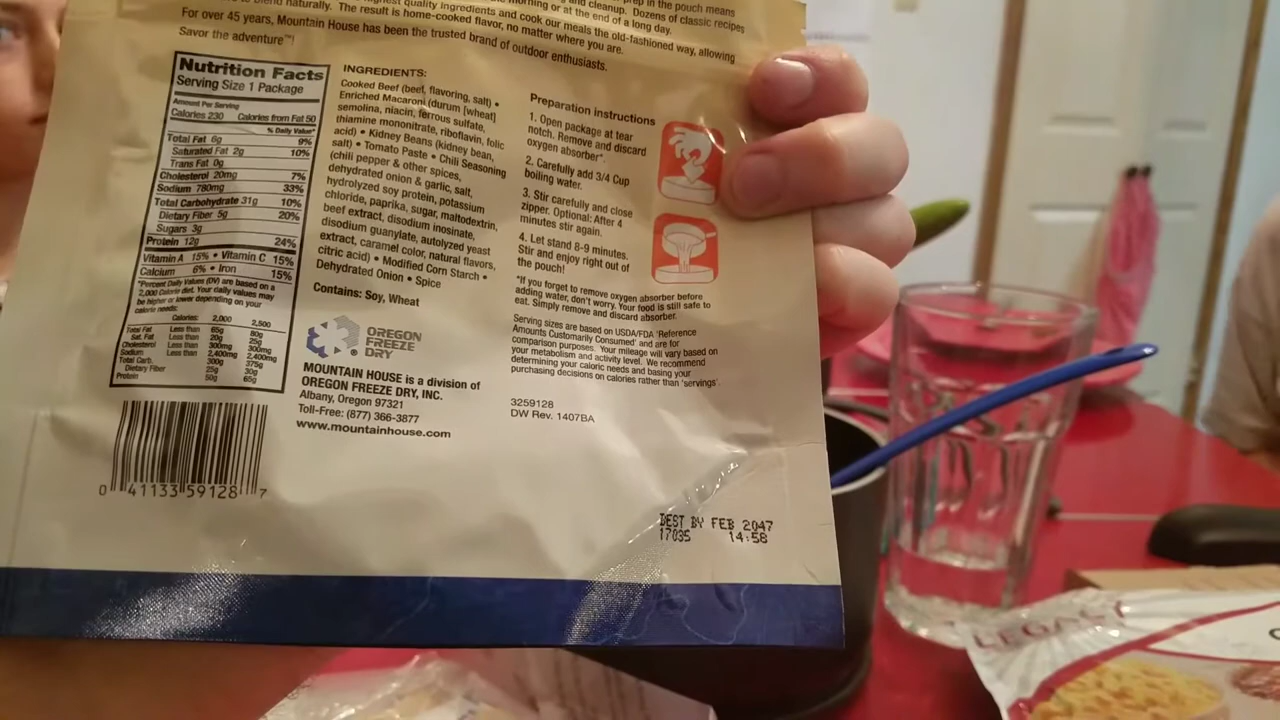 prep in the pouch means
to blend naturally. The highest quality ingredients and cook our meals the old-fashioned way, allowing
and cleanup. Dozens of classic recipes
morning or at the end of a long day.
The result is home-cooked flavor, no matter where you are.
For over 45 years, Mountain House has been the trusted brand of outdoor enthusiasts.
Savor the adventure™!
Nutrition Facts
Serving Size 1 Package
Amount Per Serving
Calories 230 Calories from Fat 50
% Daily Value*
Total Fat 6g 9%
Saturated Fat 2g 10%
Trans Fat 0g
Cholesterol 20mg 7%
Sodium 780mg 33%
Total Carbohydrate 31g 10%
Dietary Fiber 5g 20%
Sugars 3g
Protein 12g 24%
Vitamin A 15% • Vitamin C 15%
Calcium 6% • Iron 15%
*Percent Daily Values (DV) are based on a
2,000 Calorie diet. Your daily values may
be higher or lower depending on your
calorie needs:
Calories: 2,000 2,500
Total Fat Less than 65g 80g
Sat. Fat Less than 20g 25g
Cholesterol Less than 300mg 300mg
Sodium Less than 2,400mg 2,400mg
Total Carb. 300g 375g
Dietary Fiber 25g 30g
Protein 50g 65g
INGREDIENTS:
Cooked Beef (beef, flavoring, salt) •
Enriched Macaroni (durum [wheat]
semolina, niacin, ferrous sulfate,
thiamine mononitrate, riboflavin, folic
acid) • Kidney Beans (kidney bean,
salt) • Tomato Paste • Chili Seasoning
(chili pepper & other spices,
dehydrated onion & garlic, salt,
hydrolyzed soy protein, potassium
chloride, paprika, sugar, maltodextrin,
beef extract, disodium inosinate,
disodium guanylate, autolyzed yeast
extract, caramel color, natural flavors,
citric acid) • Modified Corn Starch •
Dehydrated Onion • Spice
Contains: Soy, Wheat
OREGON
FREEZE
DRY
MOUNTAIN HOUSE is a division of
OREGON FREEZE DRY, INC.
Albany, Oregon 97321
Toll-Free: (877) 366-3877
www.mountainhouse.com
Preparation instructions
1. Open package at tear
notch. Remove and discard
oxygen absorber*.
2. Carefully add 3/4 Cup
boiling water.
3. Stir carefully and close
zipper. Optional: After 4
minutes stir again.
4. Let stand 8-9 minutes.
Stir and enjoy right out of
the pouch!
*If you forget to remove oxygen absorber before
adding water, don't worry. Your food is still safe to
eat. Simply remove and discard absorber.
Serving sizes are based on USDA/FDA 'Reference
Amounts Customarily Consumed' and are for
comparison purposes. Your mileage will vary based on
your metabolism and activity level. We recommend
determining your caloric needs and basing your
purchasing decisions on calories rather than 'servings'.
3259128
DW Rev. 1407BA
0 41133 59128 7
BEST BY FEB 2047
17035 14:58
LEGACY